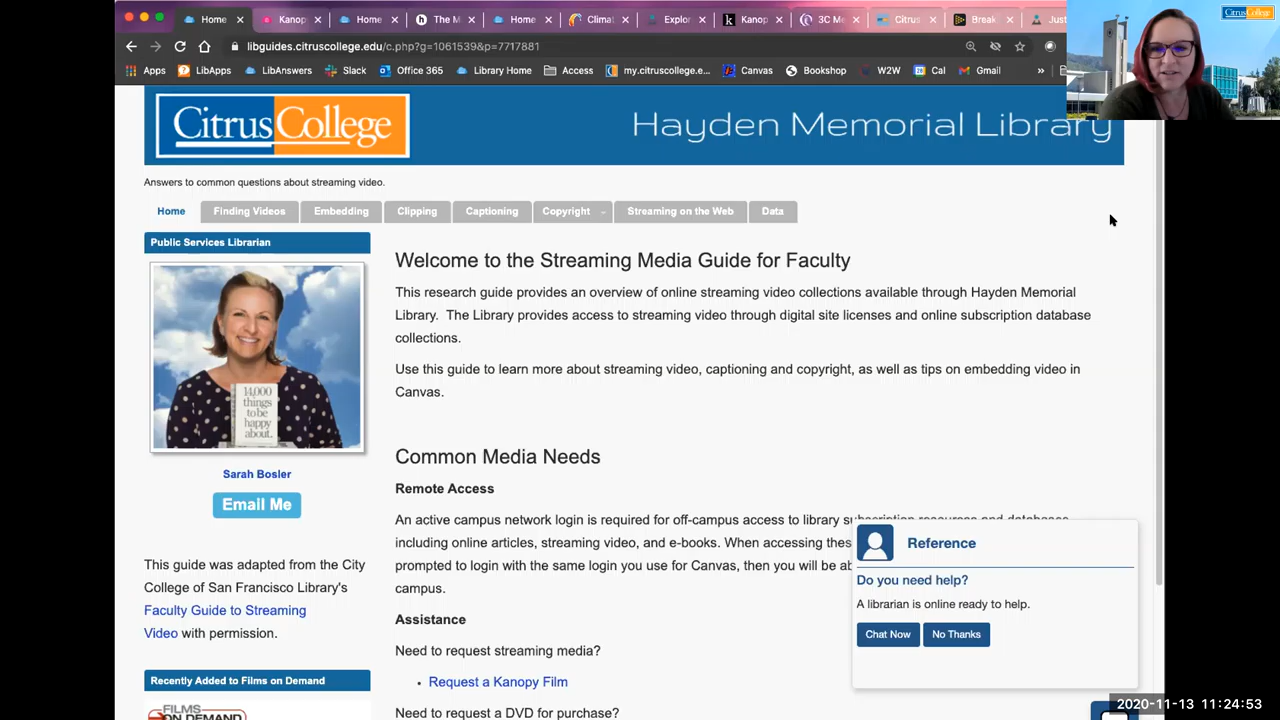 Home
Kanop
Home
The M
Home
Climat
Explor
Kanop
3C Me
Citrus
Break
Just
libguides.citruscollege.edu/c.php?g=1061539&p=7717881
Apps
LibApps
LibAnswers
Slack
Office 365
Library Home
Access
my.citruscollege.e...
Canvas
Bookshop
W2W
Cal
Gmail
»
CitrusCollege
CitrusCollege
Hayden Memorial Library
Answers to common questions about streaming video.
Home
Finding Videos
Embedding
Clipping
Captioning
Copyright
Streaming on the Web
Data
Public Services Librarian
14,000
things
to be
happy
about.
Sarah Bosler
Email Me
This guide was adapted from the City
College of San Francisco Library's
Faculty Guide to Streaming
Video with permission.
Recently Added to Films on Demand
FILMS
ON DEMAND
Welcome to the Streaming Media Guide for Faculty
This research guide provides an overview of online streaming video collections available through Hayden Memorial
Library. The Library provides access to streaming video through digital site licenses and online subscription database
collections.
Use this guide to learn more about streaming video, captioning and copyright, as well as tips on embedding video in
Canvas.
Common Media Needs
Remote Access
An active campus network login is required for off-campus access to library subscription resources and databases
including online articles, streaming video, and e-books. When accessing thes
prompted to login with the same login you use for Canvas, then you will be ab
campus.
Assistance
Need to request streaming media?
• Request a Kanopy Film
Need to request a DVD for purchase?
Reference
Do you need help?
A librarian is online ready to help.
Chat Now
No Thanks
2020-11-13 11:24:53